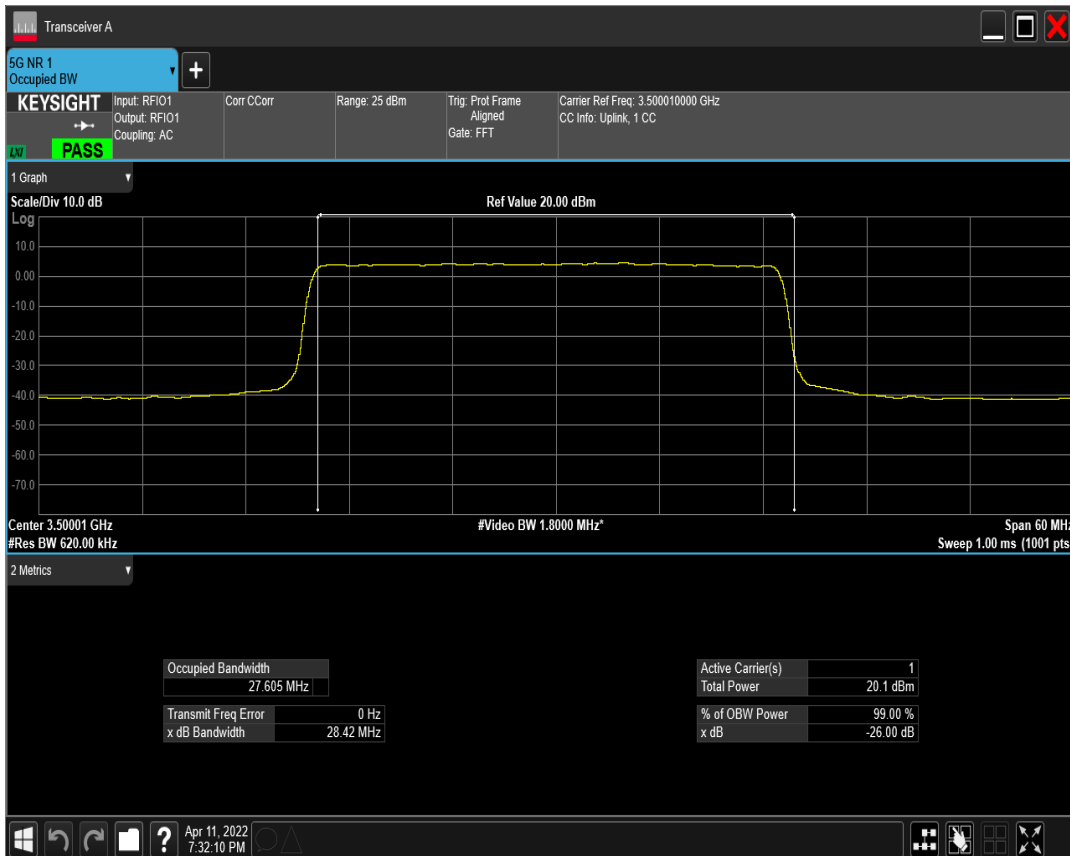 Transceiver A
5G NR 1
Occupied BW
+
KEYSIGHT
LXI
PASS
Input: RFIO1
Output: RFIO1
Coupling: AC
Corr CCorr
Range: 25 dBm
Trig: Prot Frame
Aligned
Gate: FFT
Carrier Ref Freq: 3.500010000 GHz
CC Info: Uplink, 1 CC
1 Graph
Scale/Div 10.0 dB
Ref Value 20.00 dBm
Log
10.0
0.00
-10.0
-20.0
-30.0
-40.0
-50.0
-60.0
-70.0
Center 3.50001 GHz
#Video BW 1.8000 MHz*
Span 60 MHz
#Res BW 620.00 kHz
Sweep 1.00 ms (1001 pts
2 Metrics
Occupied Bandwidth
27.605 MHz
Transmit Freq Error 0 Hz
x dB Bandwidth 28.42 MHz
Active Carrier(s) 1
Total Power 20.1 dBm
% of OBW Power 99.00 %
x dB -26.00 dB
?
Apr 11, 2022
7:32:10 PM